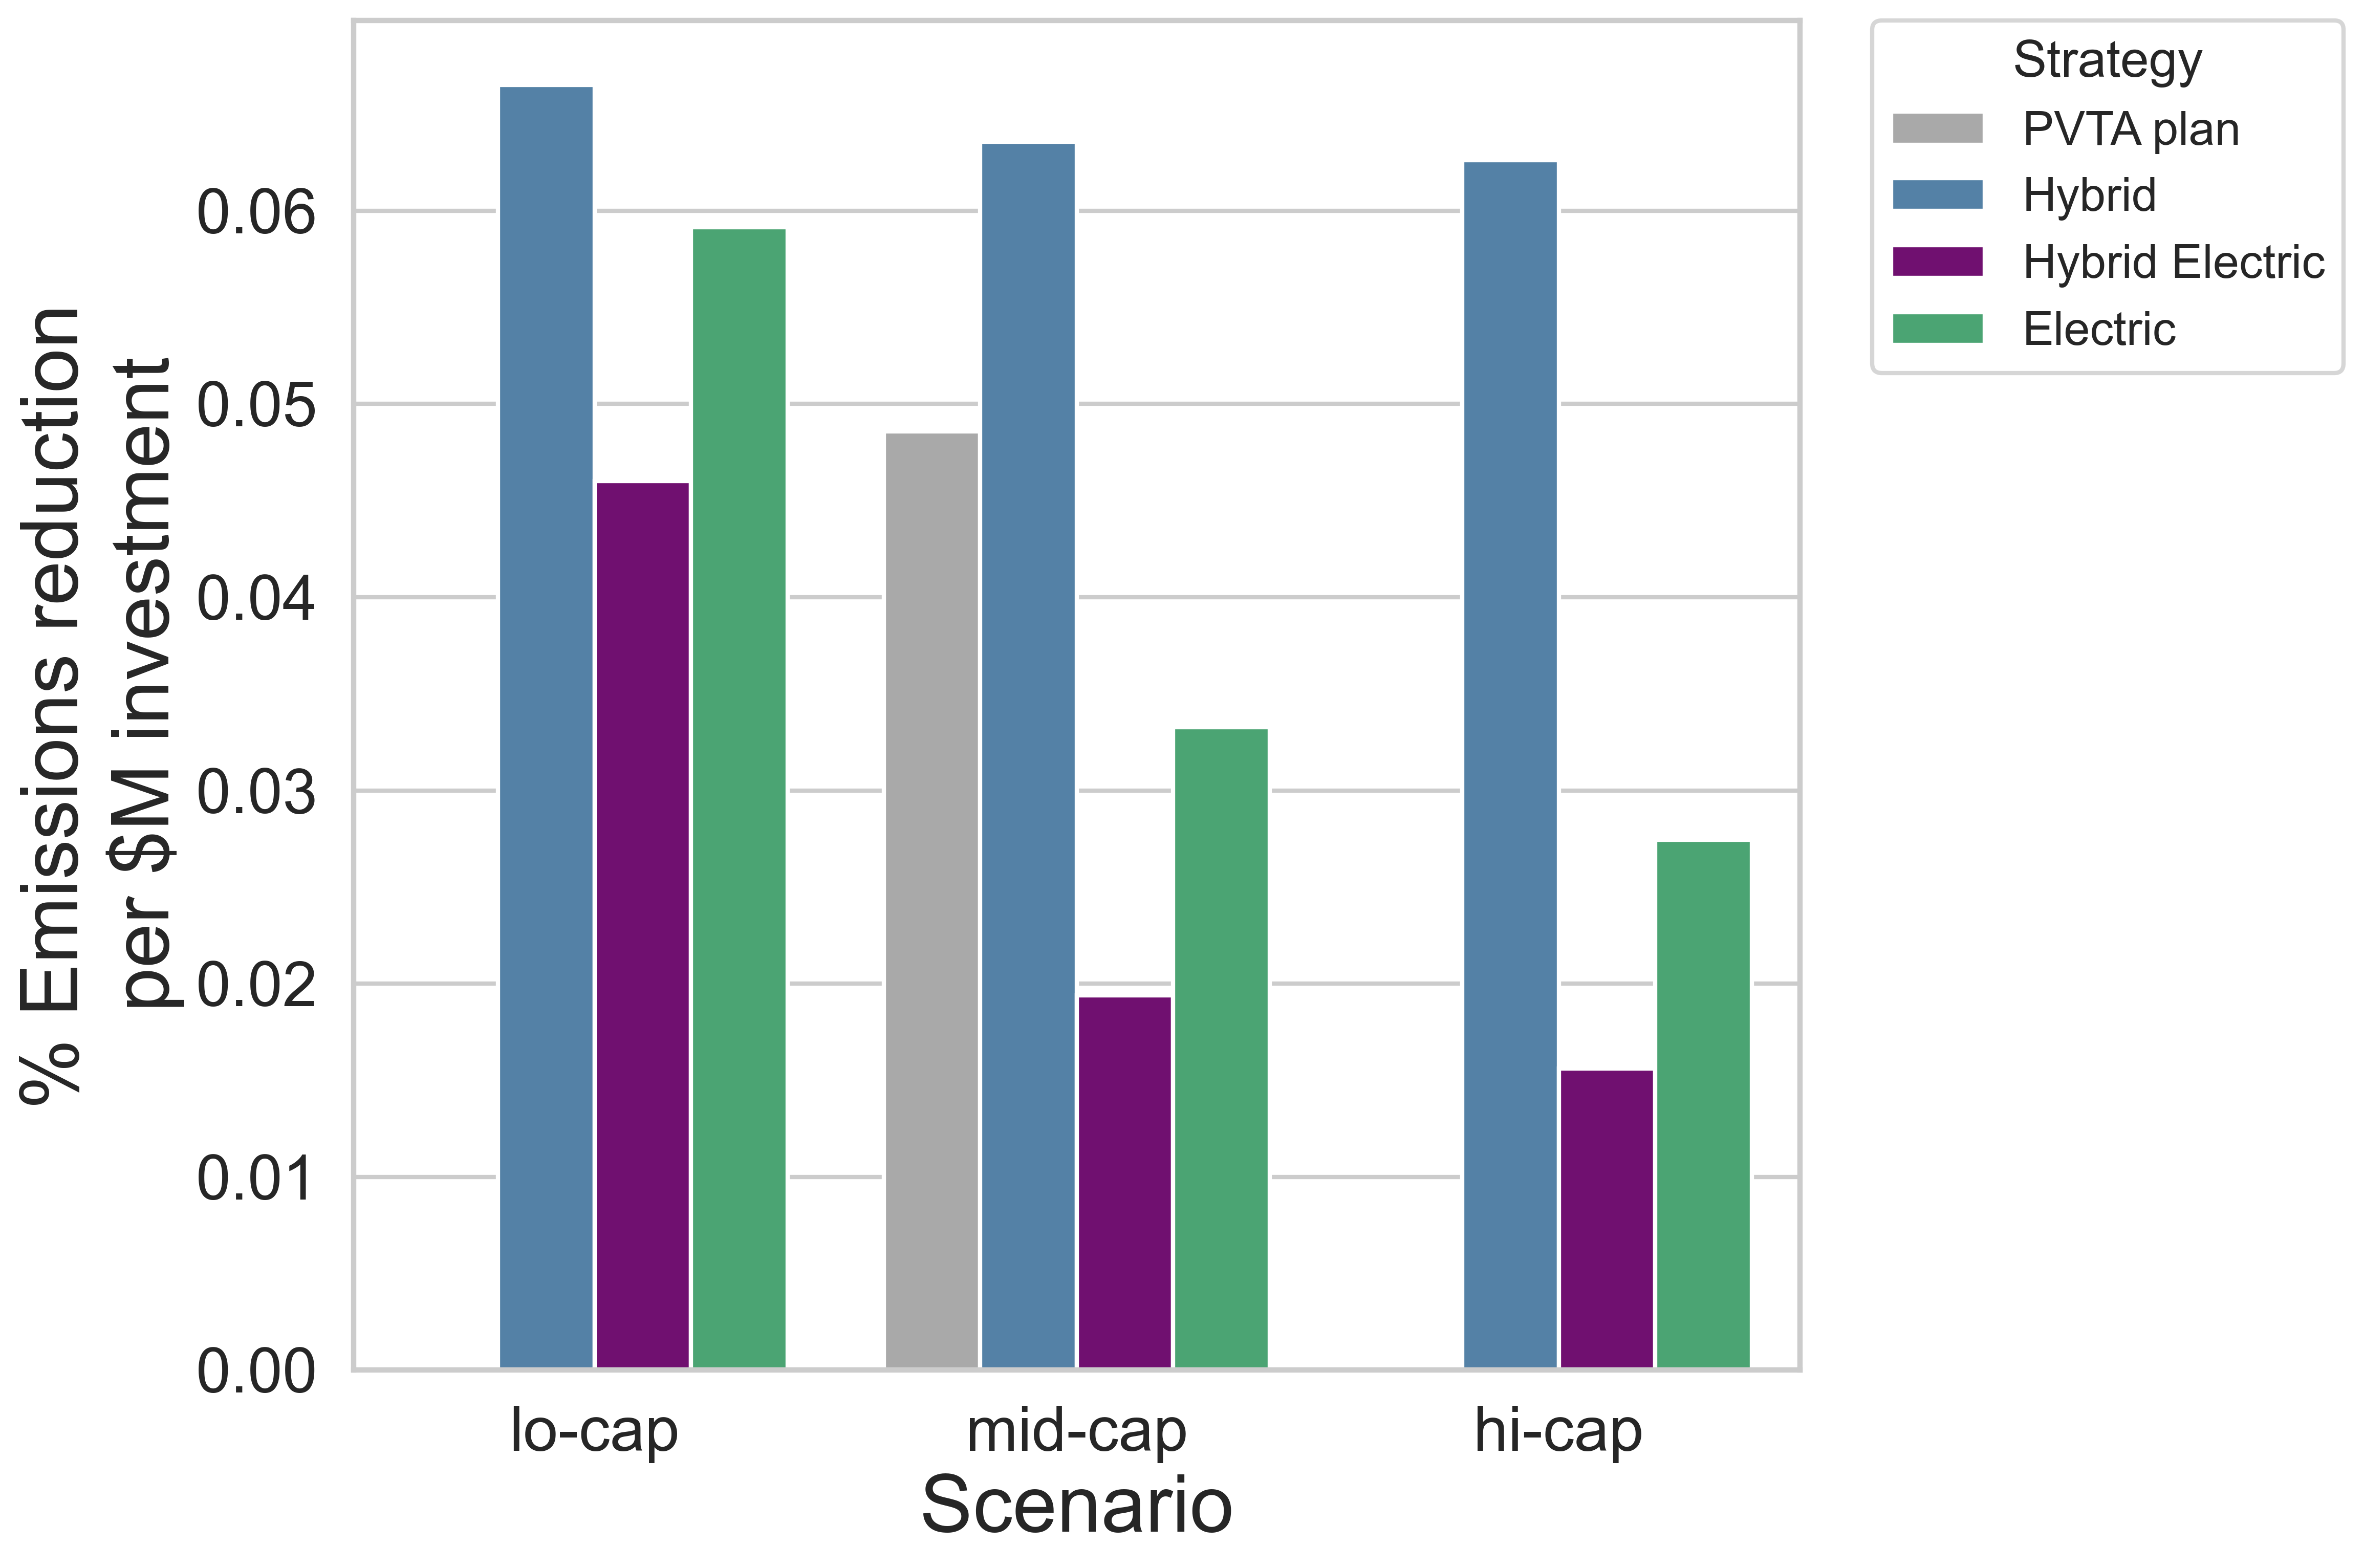 % Emissions reduction
per $M investment
0.06
0.05
0.04
0.03
0.02
0.01
0.00
lo-cap
mid-cap
hi-cap
Scenario
Strategy
PVTA plan
Hybrid
Hybrid Electric
Electric